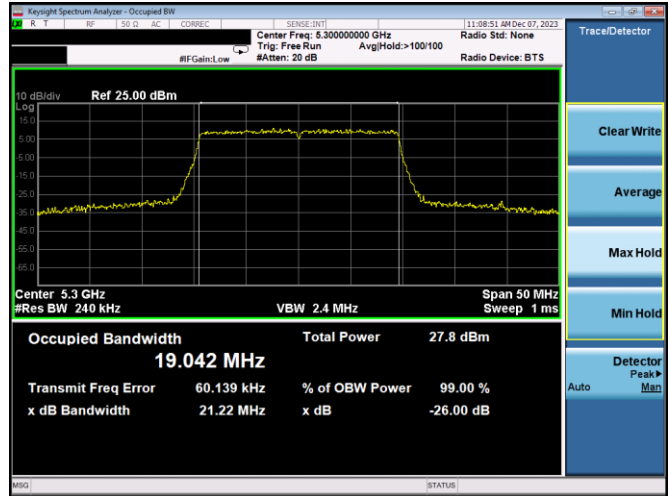 Keysight Spectrum Analyzer - Occupied BW
LXI R T RF 50 Ω AC CORREC SENSE:INT 11:08:51 AM Dec 07, 2023
Center Freq: 5.300000000 GHz Radio Std: None
Trig: Free Run Avg|Hold:>100/100
#IFGain:Low #Atten: 20 dB Radio Device: BTS
10 dB/div Ref 25.00 dBm
Log
15.0
5.00
-5.00
-15.0
-25.0
-35.0
-45.0
-55.0
-65.0
Center 5.3 GHz Span 50 MHz
#Res BW 240 kHz VBW 2.4 MHz Sweep 1 ms
Occupied Bandwidth Total Power 27.8 dBm
19.042 MHz
Transmit Freq Error 60.139 kHz % of OBW Power 99.00 %
x dB Bandwidth 21.22 MHz x dB -26.00 dB
MSG STATUS
Trace/Detector
Clear Write
Average
Max Hold
Min Hold
Detector
Peak▶
Auto Man